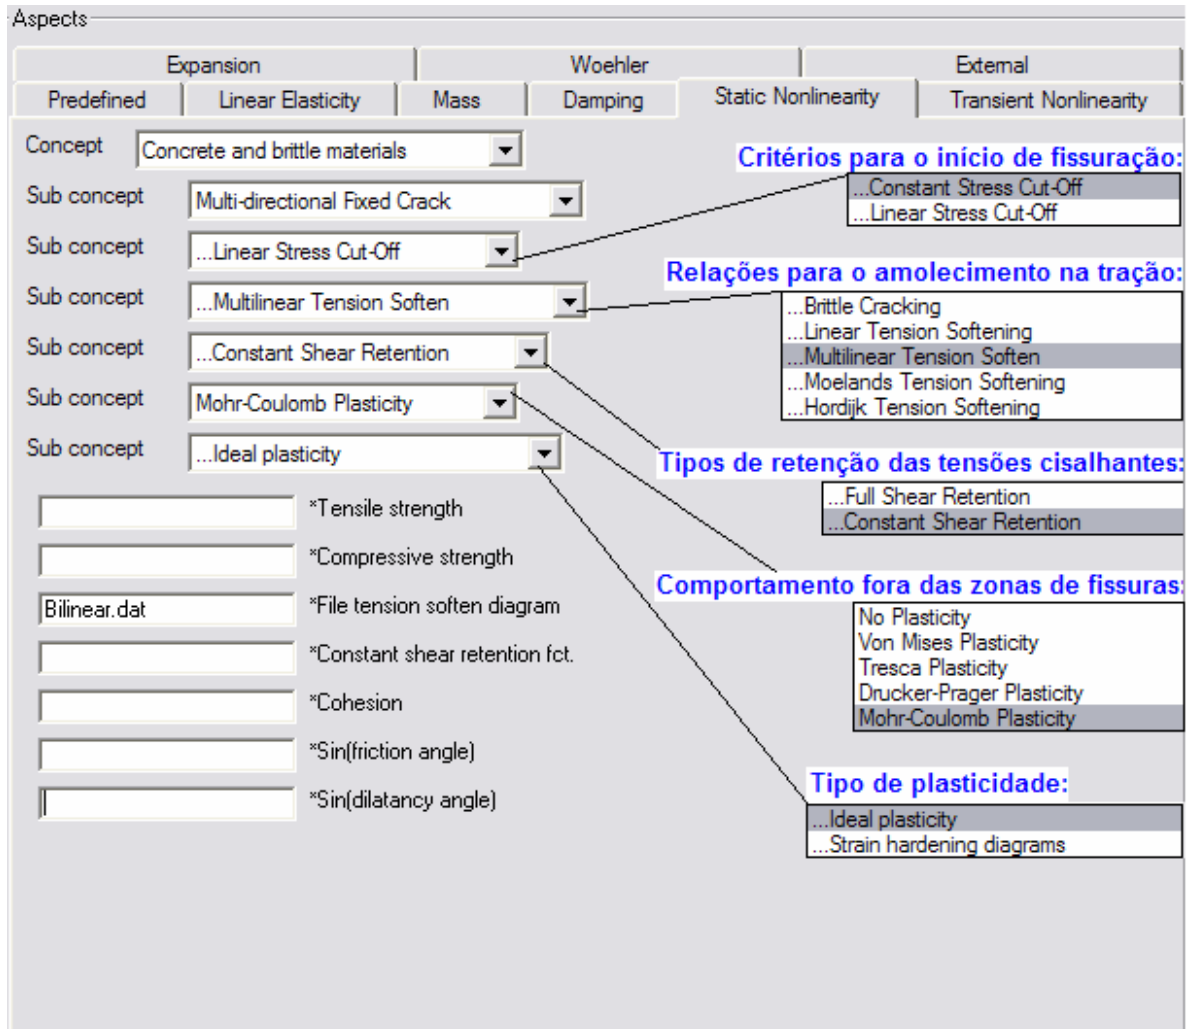 Aspects
Expansion Woehler External
Predefined Linear Elasticity Mass Damping Static Nonlinearity Transient Nonlinearity
Concept Concrete and brittle materials
Sub concept Multi-directional Fixed Crack
Sub concept ...Linear Stress Cut-Off
Sub concept ...Multilinear Tension Soften
Sub concept ...Constant Shear Retention
Sub concept Mohr-Coulomb Plasticity
Sub concept ...Ideal plasticity
*Tensile strength
*Compressive strength
Bilinear.dat *File tension soften diagram
*Constant shear retention fct.
*Cohesion
*Sin(friction angle)
*Sin(dilatancy angle)
Critérios para o início de fissuração:
...Constant Stress Cut-Off
...Linear Stress Cut-Off
Relações para o amolecimento na tração:
...Brittle Cracking
...Linear Tension Softening
...Multilinear Tension Soften
...Moelands Tension Softening
...Hordijk Tension Softening
Tipos de retenção das tensões cisalhantes:
...Full Shear Retention
...Constant Shear Retention
Comportamento fora das zonas de fissuras:
No Plasticity
Von Mises Plasticity
Tresca Plasticity
Drucker-Prager Plasticity
Mohr-Coulomb Plasticity
Tipo de plasticidade:
...Ideal plasticity
...Strain hardening diagrams